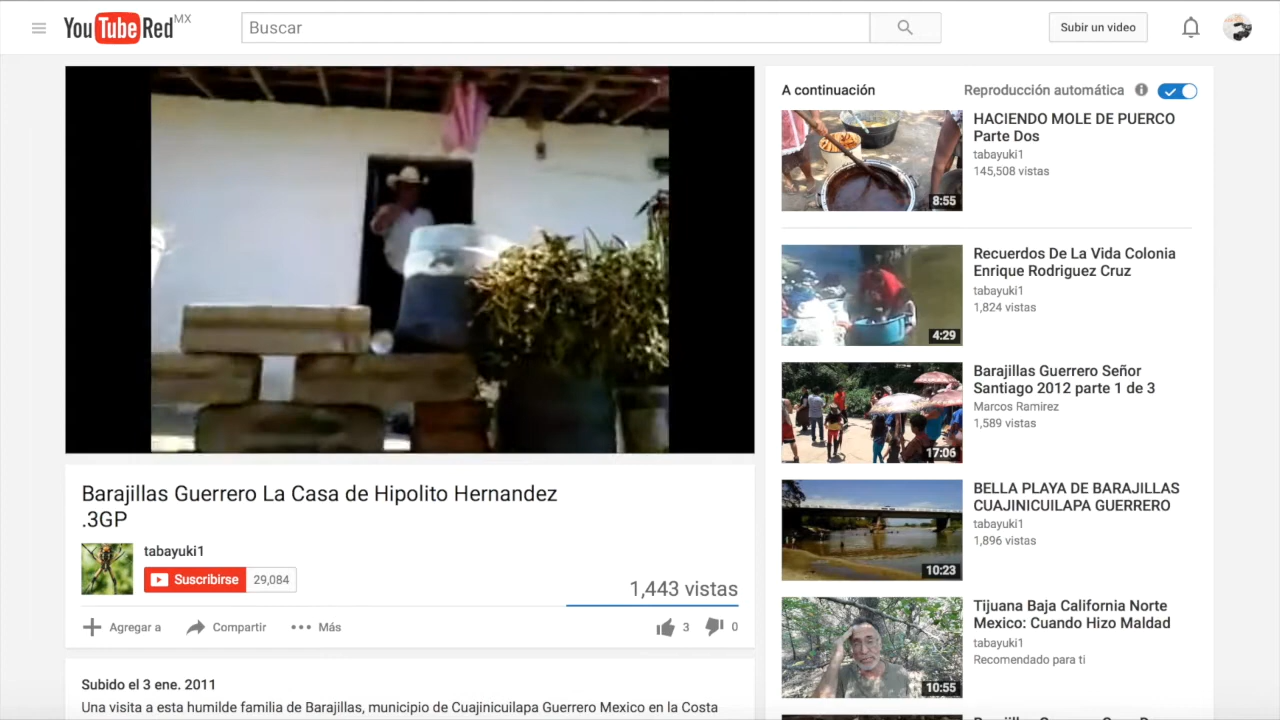 YouTube Red MX
Buscar
Subir un video
A continuación
Reproducción automática
HACIENDO MOLE DE PUERCO
Parte Dos
tabayuki1
145,508 vistas
8:55
Recuerdos De La Vida Colonia
Enrique Rodriguez Cruz
tabayuki1
1,824 vistas
4:29
Barajillas Guerrero Señor
Santiago 2012 parte 1 de 3
Marcos Ramirez
1,589 vistas
17:06
BELLA PLAYA DE BARAJILLAS
CUAJINICUILAPA GUERRERO
tabayuki1
1,896 vistas
10:23
Tijuana Baja California Norte
Mexico: Cuando Hizo Maldad
tabayuki1
Recomendado para ti
10:55
Barajillas Guerrero La Casa de Hipolito Hernandez
.3GP
tabayuki1
Suscribirse 29,084
1,443 vistas
Agregar a Compartir Más 3 0
Subido el 3 ene. 2011
Una visita a esta humilde familia de Barajillas, municipio de Cuajinicuilapa Guerrero Mexico en la Costa